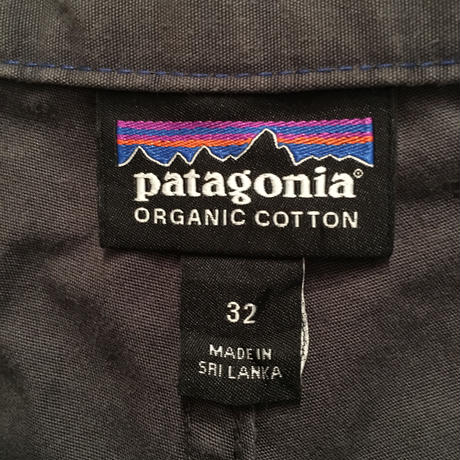 patagonia®
ORGANIC COTTON
32
MADE IN
SRI LANKA